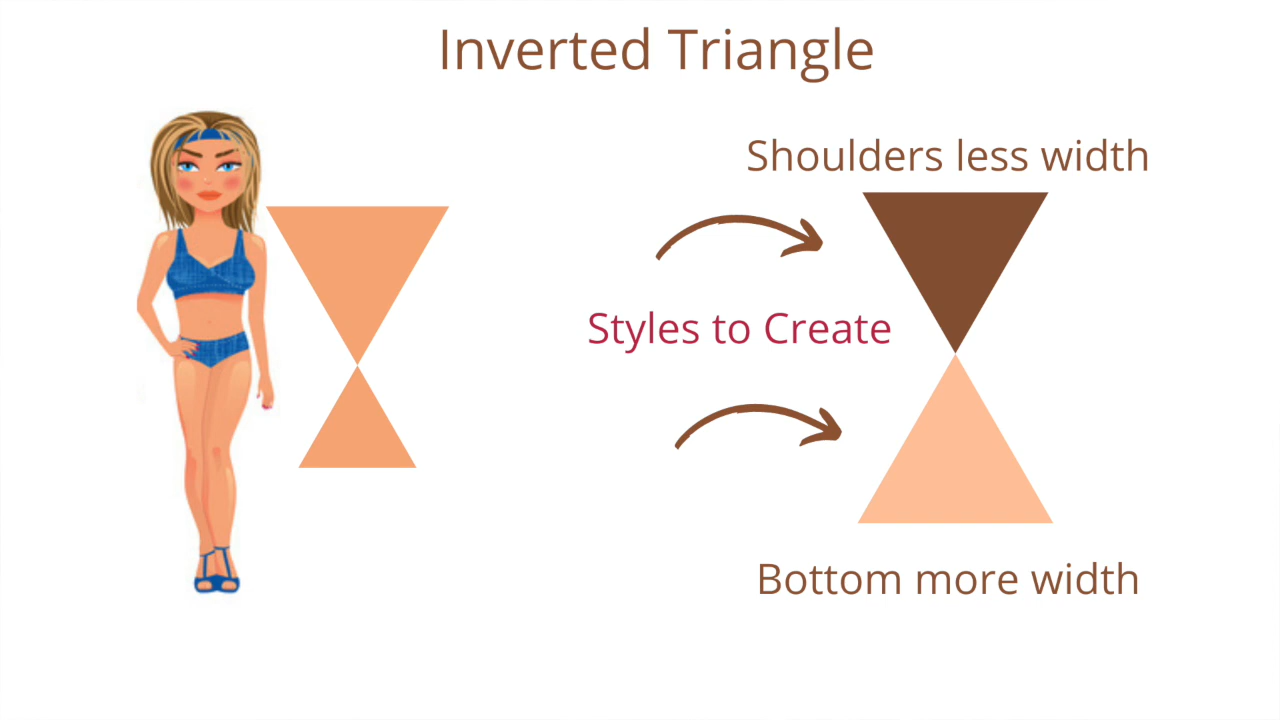 Inverted Triangle
Shoulders less width
Styles to Create
Bottom more width